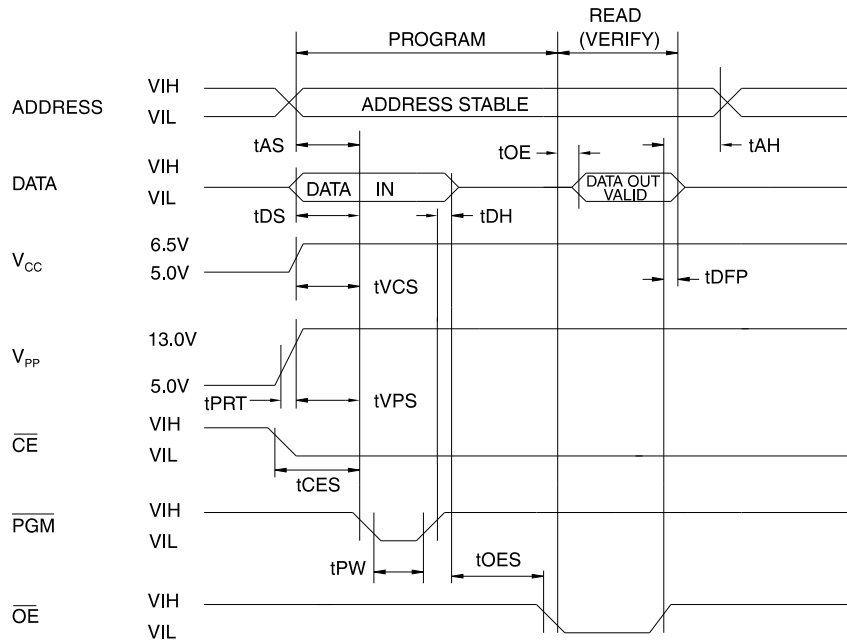 READ
PROGRAM (VERIFY)
VIH
ADDRESS ADDRESS STABLE
VIL
tAS tOE tAH
VIH
DATA DATA IN DATA OUT VALID
VIL
tDS tDH
6.5V
VCC
5.0V tVCS tDFP
13.0V
VPP
5.0V
tPRT tVPS
VIH
CE
VIL
tCES
VIH
PGM
VIL
tPW tOES
VIH
OE
VIL